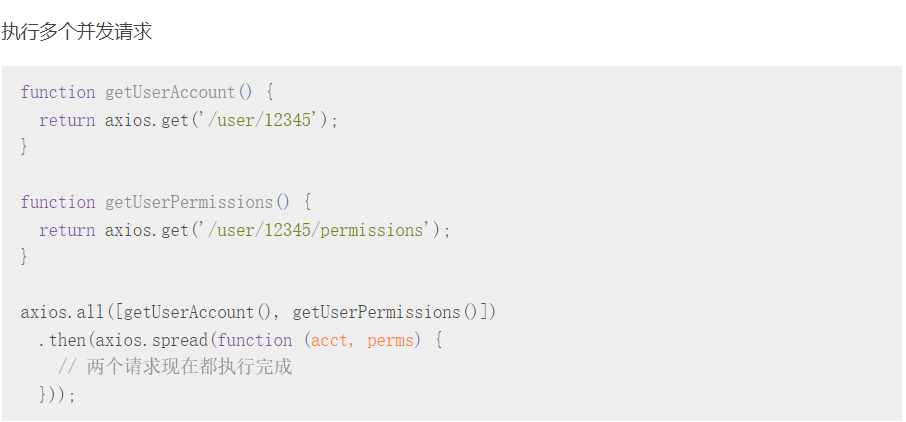 执行多个并发请求
function getUserAccount() {
  return axios.get('/user/12345');
}
function getUserPermissions() {
  return axios.get('/user/12345/permissions');
}
axios.all([getUserAccount(), getUserPermissions()])
  .then(axios.spread(function (acct, perms) {
    // 两个请求现在都执行完成
  }));